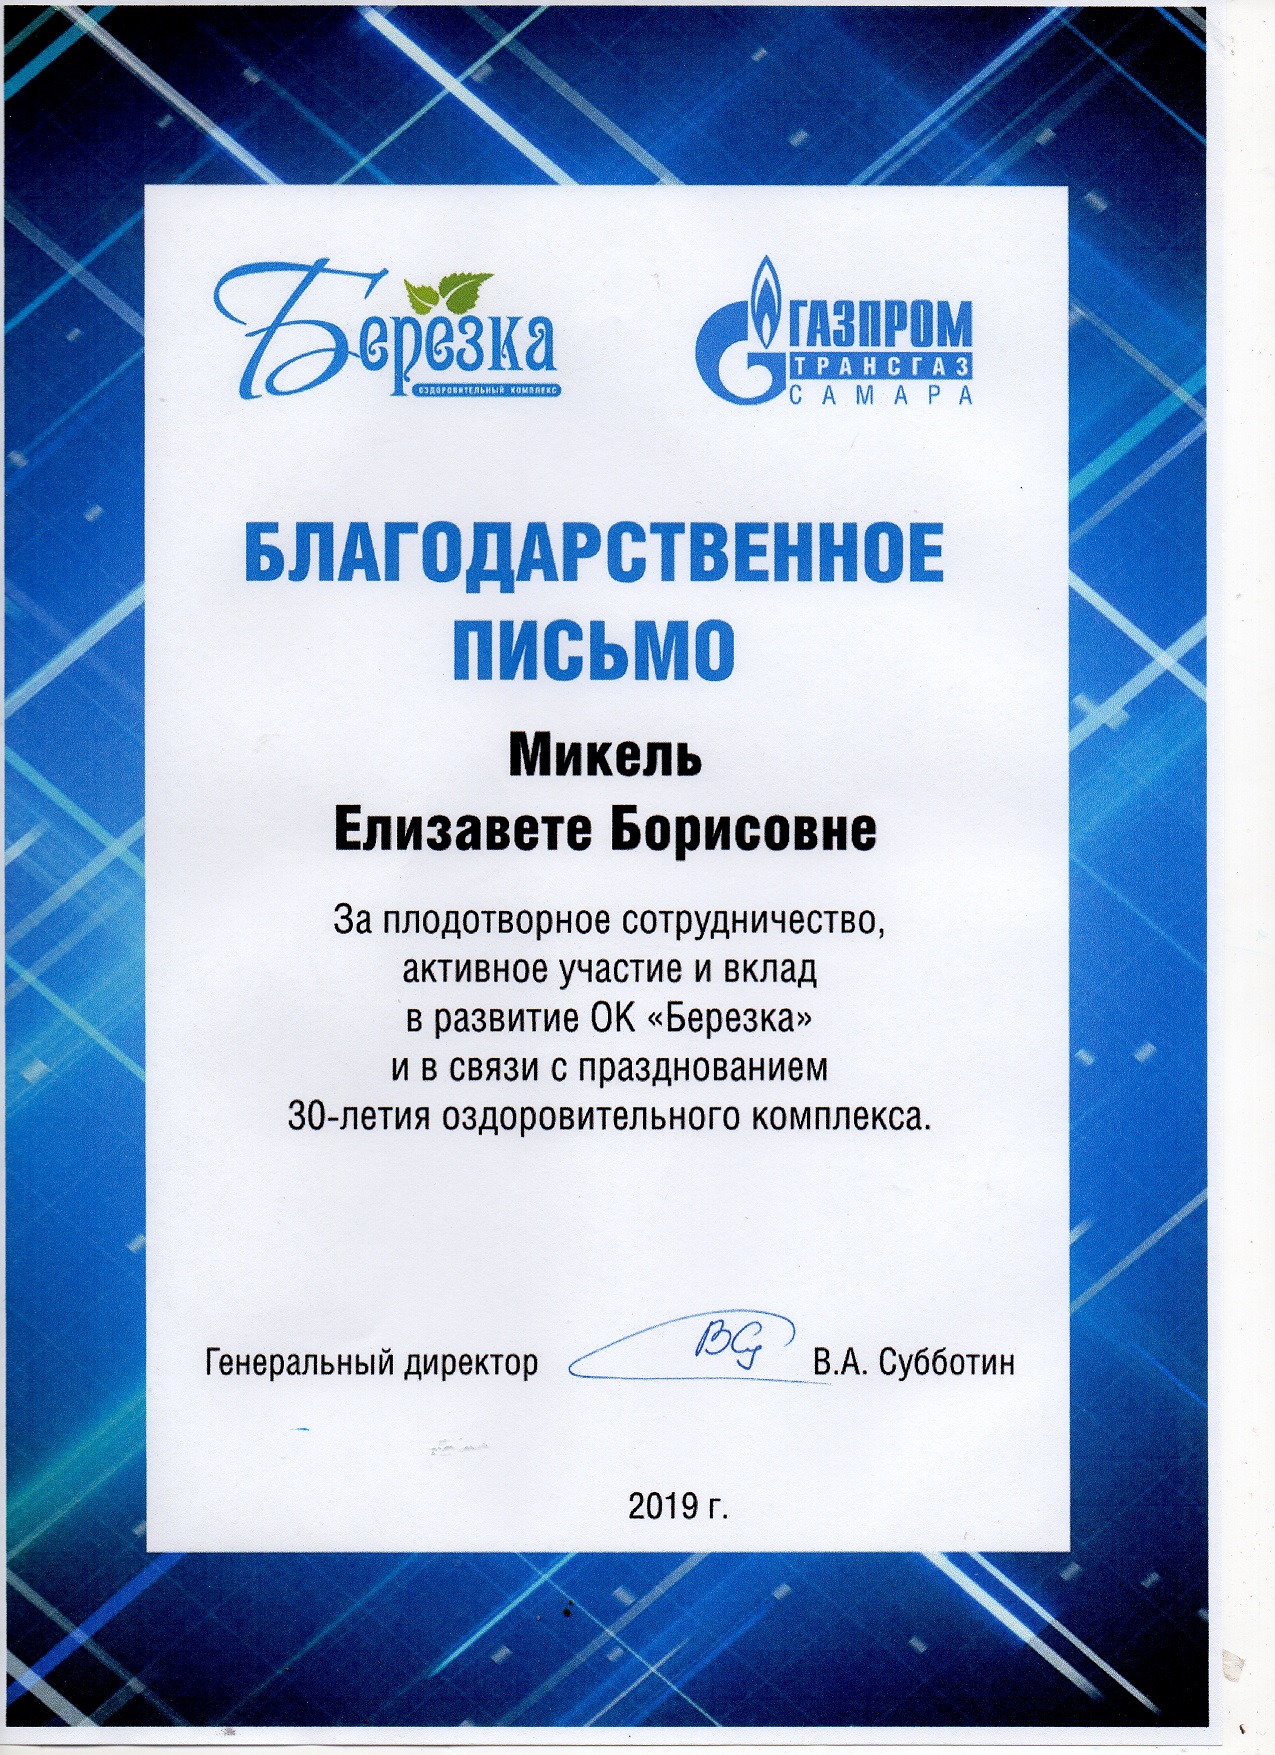 Березка
ОЗДОРОВИТЕЛЬНЫЙ КОМПЛЕКС
ГАЗПРОМ
ТРАНСГАЗ
САМАРА
БЛАГОДАРСТВЕННОЕ
ПИСЬМО
Микель
Елизавете Борисовне
За плодотворное сотрудничество,
активное участие и вклад
в развитие ОК «Березка»
и в связи с празднованием
30-летия оздоровительного комплекса.
Генеральный директор В.А. Субботин
2019 г.